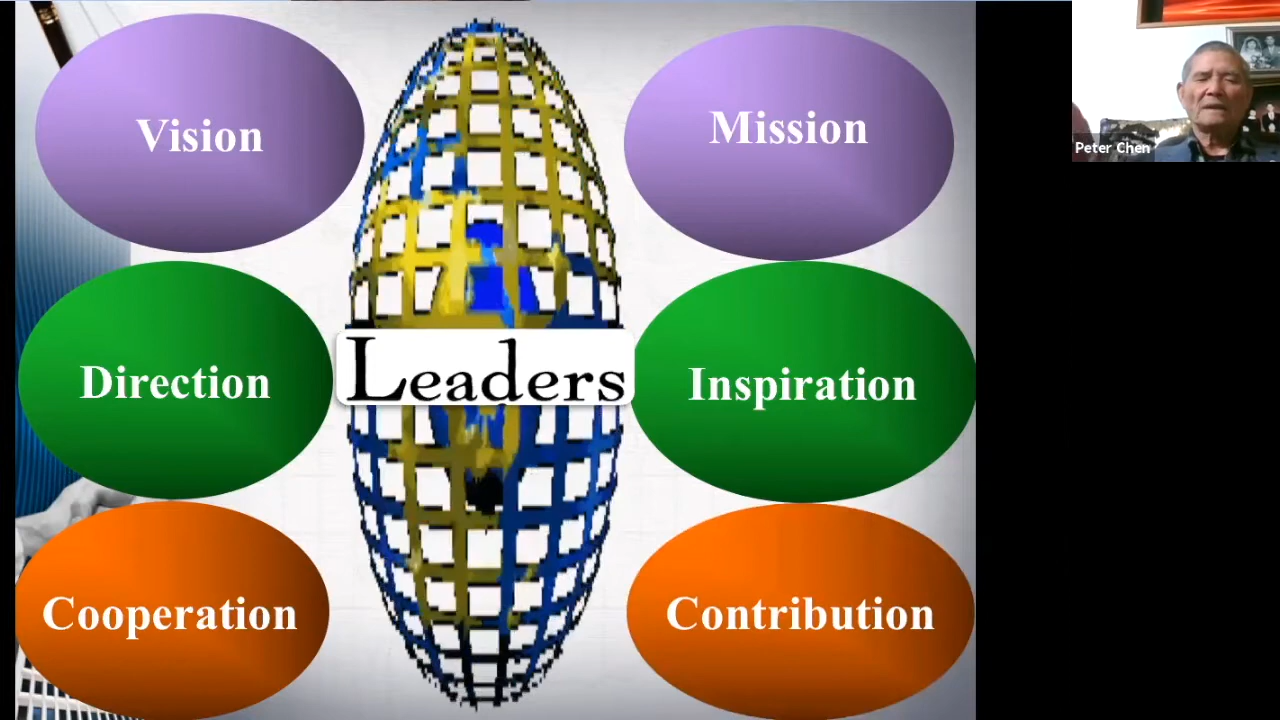 Vision
Mission
Peter Chen
Direction
Leaders
Inspiration
Cooperation
Contribution